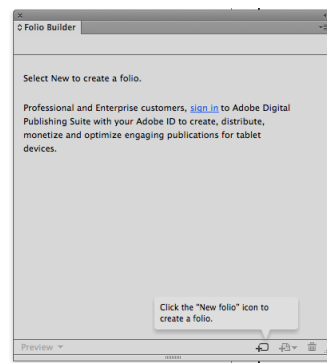 Folio Builder
Select New to create a folio.
Professional and Enterprise customers, sign in to Adobe Digital
Publishing Suite with your Adobe ID to create, distribute,
monetize and optimize engaging publications for tablet
devices.
Click the "New folio" icon to
create a folio.
Preview